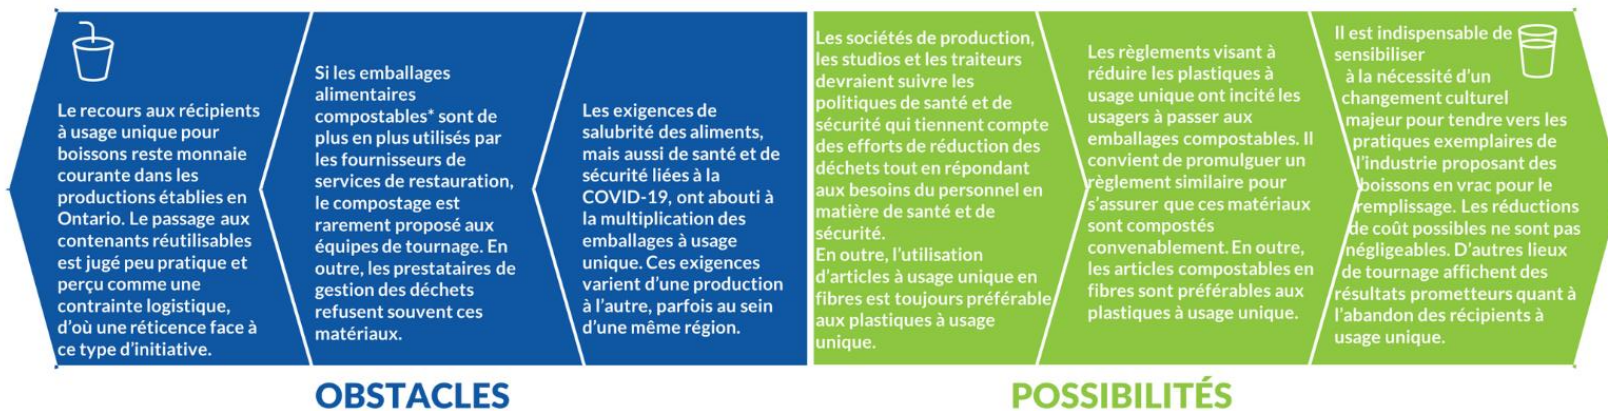 Le recours aux récipients
à usage unique pour
boissons reste monnaie
courante dans les
productions établies en
Ontario. Le passage aux
contenants réutilisables
est jugé peu pratique et
perçu comme une
contrainte logistique,
d'où une réticence face à
ce type d'initiative.
Si les emballages
alimentaires
compostables* sont de
plus en plus utilisés par
les fournisseurs de
services de restauration,
le compostage est
rarement proposé aux
équipes de tournage. En
outre, les prestataires de
gestion des déchets
refusent souvent ces
matériaux.
Les exigences de
salubrité des aliments,
mais aussi de santé et de
sécurité liées à la
COVID-19, ont abouti à
la multiplication des
emballages à usage
unique. Ces exigences
varient d'une production
à l'autre, parfois au sein
d'une même région.
Les sociétés de production,
les studios et les traiteurs
devraient suivre les
politiques de santé et de
sécurité qui tiennent compte
des efforts de réduction des
déchets tout en répondant
aux besoins du personnel en
matière de santé et de
sécurité.
En outre, l'utilisation
d'articles à usage unique en
fibres est toujours préférable
aux plastiques à usage
unique.
Les règlements visant à
réduire les plastiques à
usage unique ont incité les
usagers à passer aux
emballages compostables. Il
convient de promulguer un
règlement similaire pour
s'assurer que ces matériaux
sont compostés
convenablement. En outre,
les articles compostables en
fibres sont préférables aux
plastiques à usage unique.
Il est indispensable de
sensibiliser
à la nécessité d'un
changement culturel
majeur pour tendre vers les
pratiques exemplaires de
l'industrie proposant des
boissons en vrac pour le
remplissage. Les réductions
de coût possibles ne sont pas
négligeables. D'autres lieux
de tournage affichent des
résultats prometteurs quant à
l'abandon des récipients à
usage unique.
OBSTACLES
POSSIBILITÉS